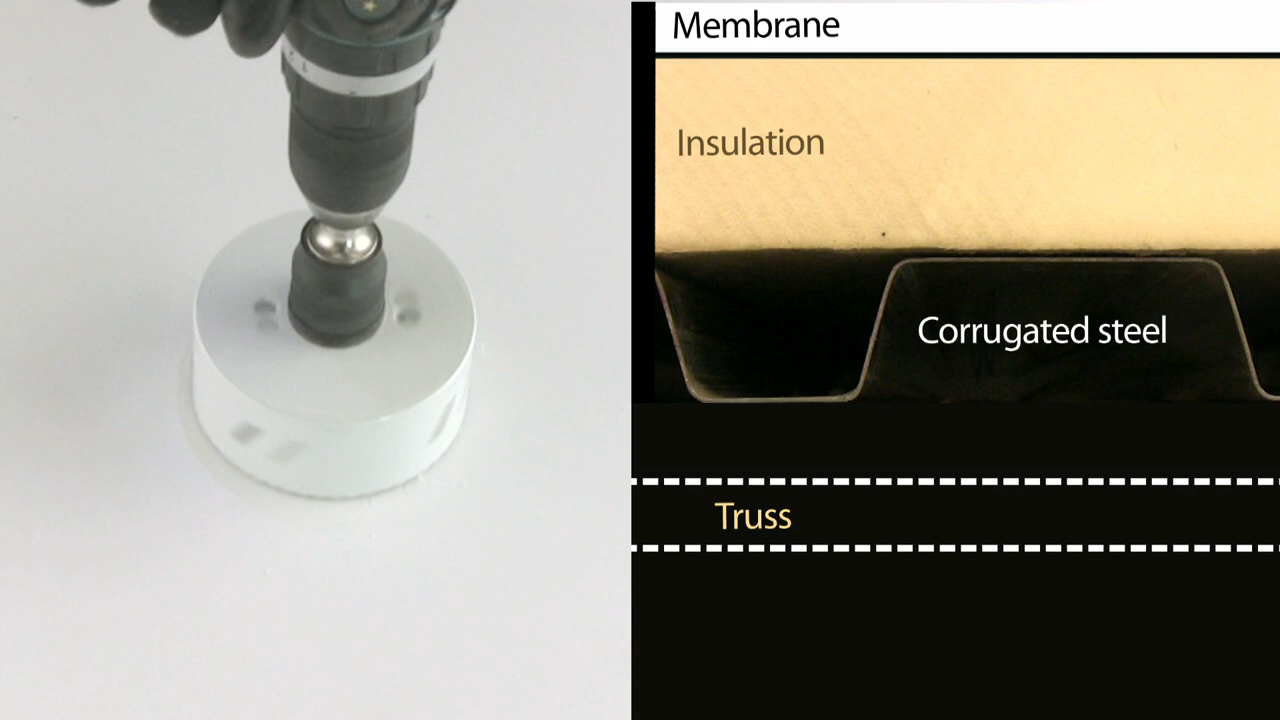 Membrane
Insulation
Corrugated steel
Truss